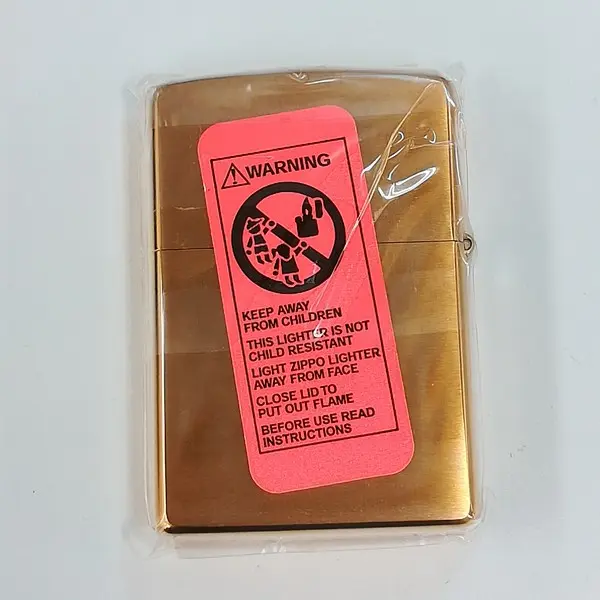 WARNING
KEEP AWAY
FROM CHILDREN
THIS LIGHTER IS NOT
CHILD RESISTANT
LIGHT ZIPPO LIGHTER
AWAY FROM FACE
CLOSE LID TO
PUT OUT FLAME
BEFORE USE READ
INSTRUCTIONS